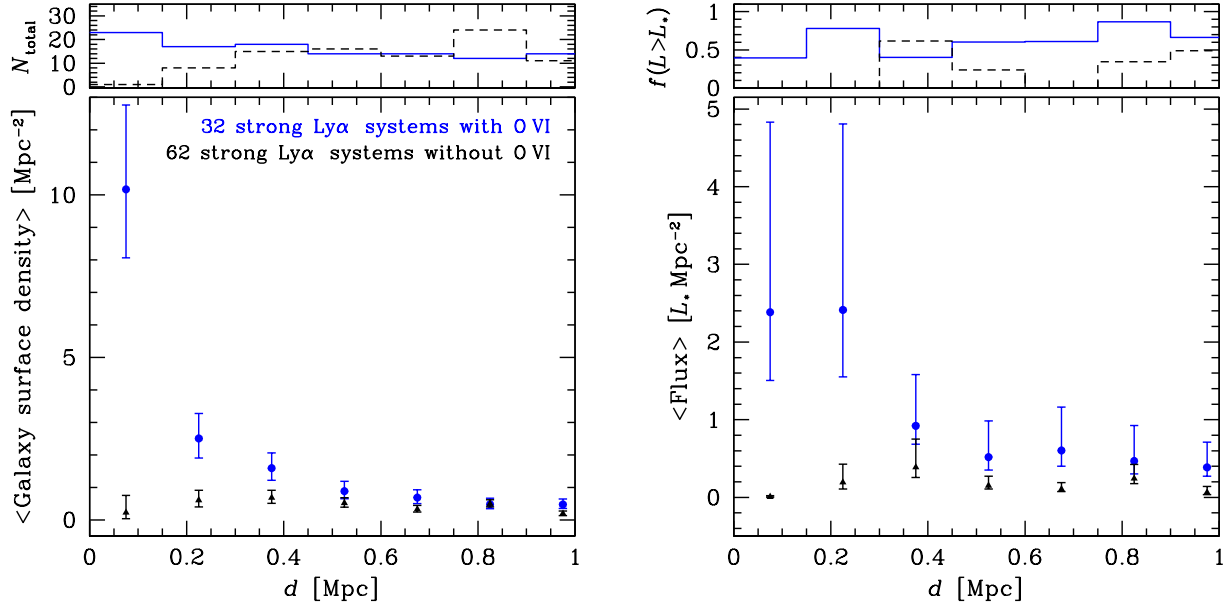 30
20
10
0
N_total
32 strong Lyα systems with O VI
62 strong Lyα systems without O VI
10
5
0
<Galaxy surface density> [Mpc⁻²]
0 0.2 0.4 0.6 0.8 1
d [Mpc]
1
0.5
0
f(L>L*)
5
4
3
2
1
0
<Flux> [L* Mpc⁻²]
0 0.2 0.4 0.6 0.8 1
d [Mpc]